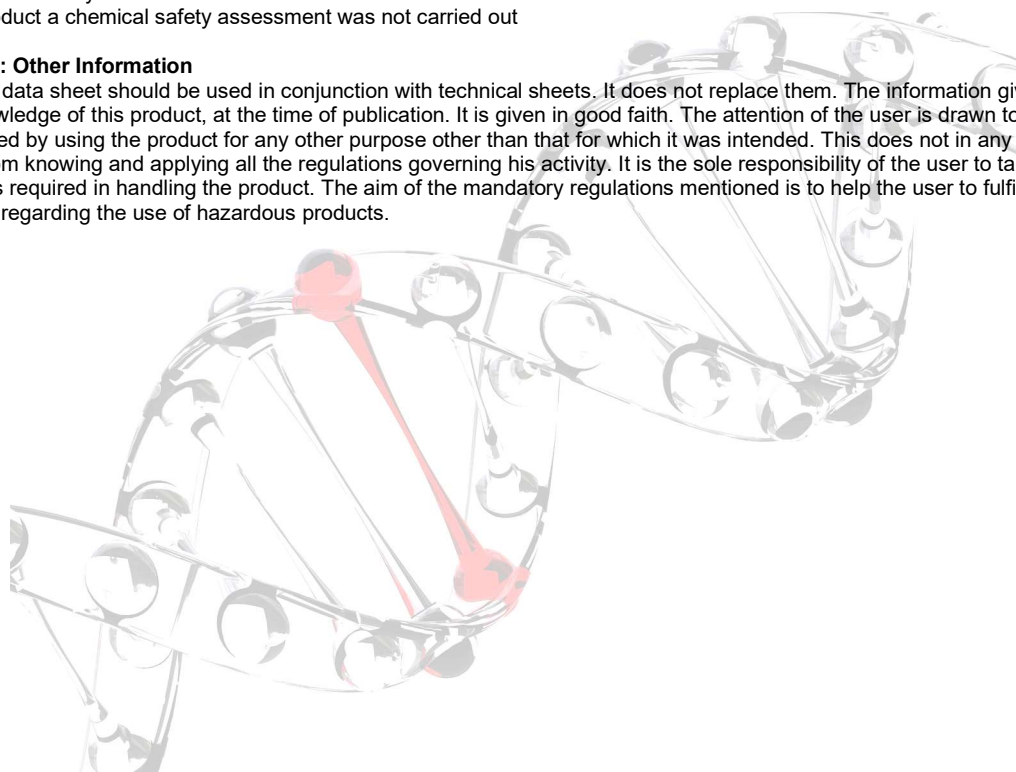 duct a chemical safety assessment was not carried out
: Other Information
data sheet should be used in conjunction with technical sheets. It does not replace them. The information giv
wledge of this product, at the time of publication. It is given in good faith. The attention of the user is drawn to
ed by using the product for any other purpose other than that for which it was intended. This does not in any
m knowing and applying all the regulations governing his activity. It is the sole responsibility of the user to ta
s required in handling the product. The aim of the mandatory regulations mentioned is to help the user to fulfi
regarding the use of hazardous products.